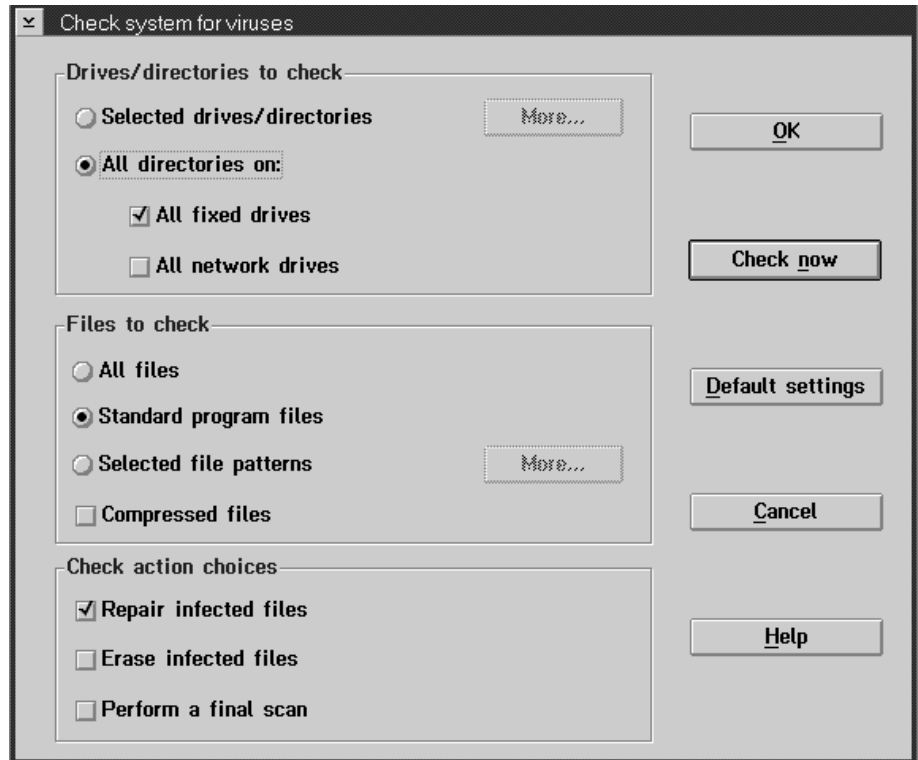 Check system for viruses
Drives/directories to check
Selected drives/directories
More...
All directories on:
All fixed drives
All network drives
Files to check
All files
Standard program files
Selected file patterns
More...
Compressed files
Check action choices
Repair infected files
Erase infected files
Perform a final scan
OK
Check now
Default settings
Cancel
Help